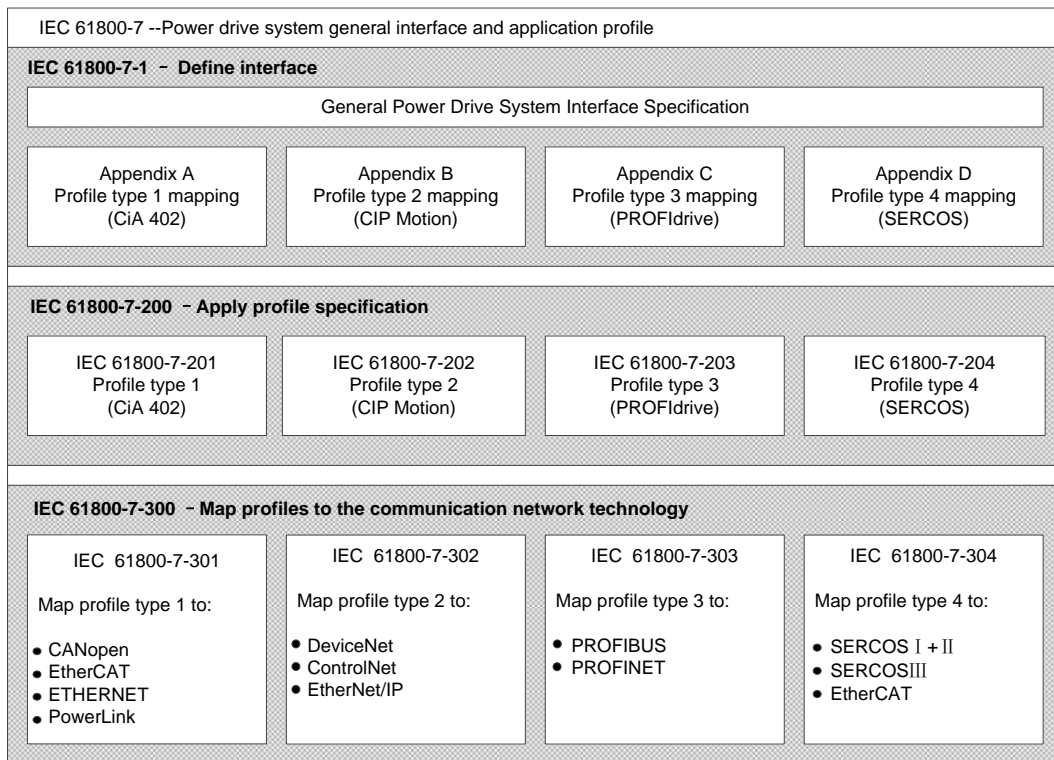 IEC 61800-7 --Power drive system general interface and application profile
IEC 61800-7-1 – Define interface
General Power Drive System Interface Specification
Appendix A
Profile type 1 mapping
(CiA 402)
Appendix B
Profile type 2 mapping
(CIP Motion)
Appendix C
Profile type 3 mapping
(PROFIdrive)
Appendix D
Profile type 4 mapping
(SERCOS)
IEC 61800-7-200 – Apply profile specification
IEC 61800-7-201
Profile type 1
(CiA 402)
IEC 61800-7-202
Profile type 2
(CIP Motion)
IEC 61800-7-203
Profile type 3
(PROFIdrive)
IEC 61800-7-204
Profile type 4
(SERCOS)
IEC 61800-7-300 – Map profiles to the communication network technology
IEC 61800-7-301
Map profile type 1 to:
● CANopen
● EtherCAT
● ETHERNET
● PowerLink
IEC 61800-7-302
Map profile type 2 to:
● DeviceNet
● ControlNet
● EtherNet/IP
IEC 61800-7-303
Map profile type 3 to:
● PROFIBUS
● PROFINET
IEC 61800-7-304
Map profile type 4 to:
● SERCOS Ⅰ+Ⅱ
● SERCOSⅢ
● EtherCAT